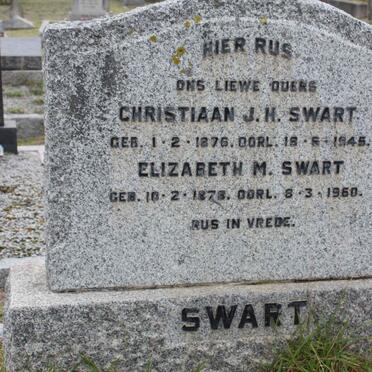 HIER RUS
ONS LIEWE OUERS
CHRISTIAAN J.H. SWART
GEB. 1·2·1876. OORL. 18·6·1945.
ELIZABETH M. SWART
GEB. 10·2·1878. OORL. 8·3·1960.
RUS IN VREDE.
SWART